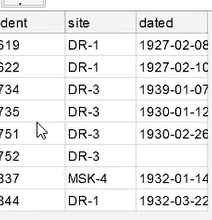 dent site dated
619 DR-1 1927-02-08
622 DR-1 1927-02-10
734 DR-3 1939-01-07
735 DR-3 1930-01-12
751 DR-3 1930-02-26
752 DR-3
837 MSK-4 1932-01-14
844 DR-1 1932-03-22